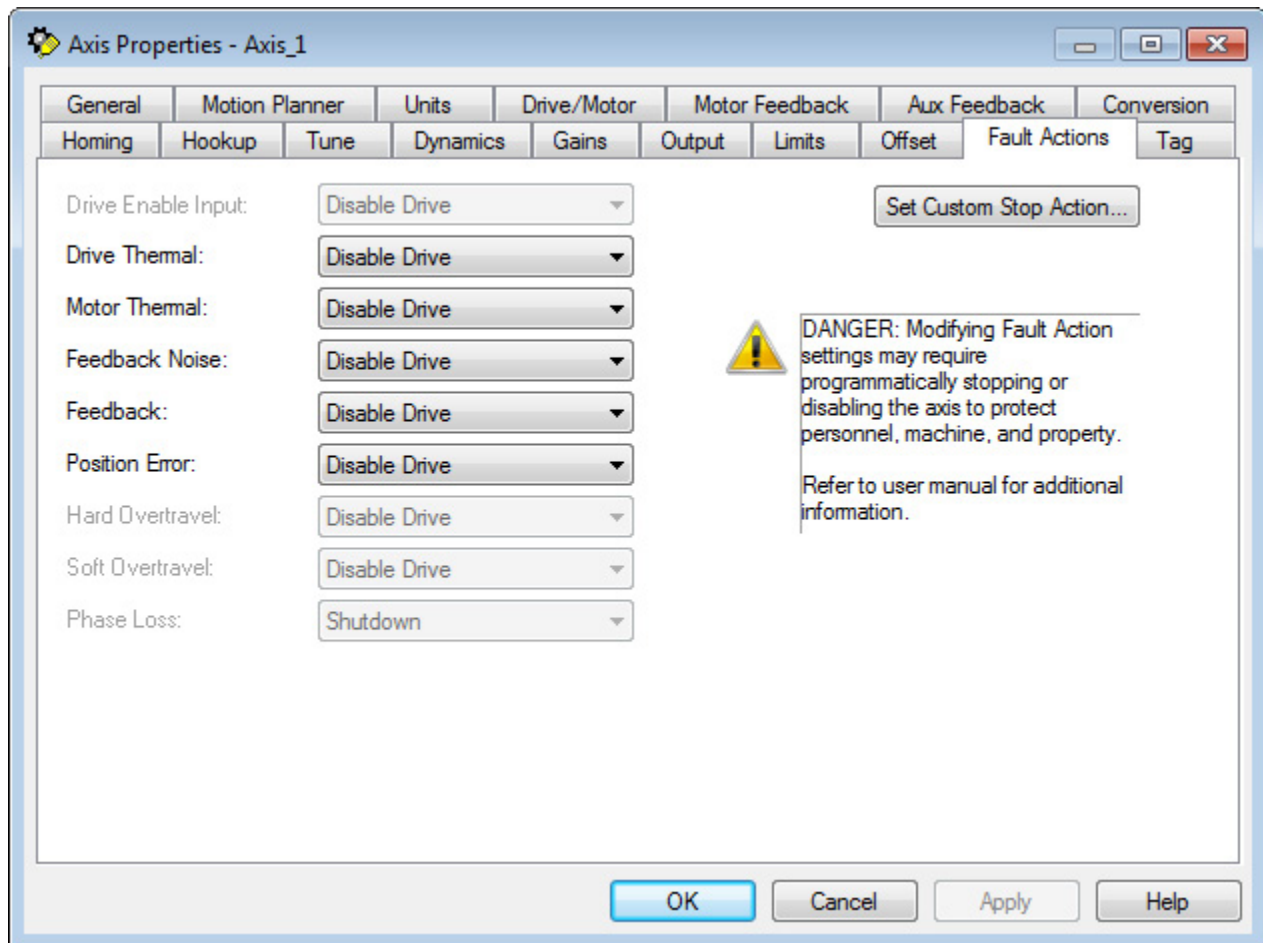 Axis Properties - Axis_1
General Motion Planner Units Drive/Motor Motor Feedback Aux Feedback Conversion
Homing Hookup Tune Dynamics Gains Output Limits Offset Fault Actions Tag
Drive Enable Input: Disable Drive
Set Custom Stop Action...
Drive Thermal: Disable Drive
Motor Thermal: Disable Drive
Feedback Noise: Disable Drive
Feedback: Disable Drive
Position Error: Disable Drive
Hard Overtravel: Disable Drive
Soft Overtravel: Disable Drive
Phase Loss: Shutdown
DANGER: Modifying Fault Action
settings may require
programmatically stopping or
disabling the axis to protect
personnel, machine, and property.
Refer to user manual for additional
information.
OK Cancel Apply Help